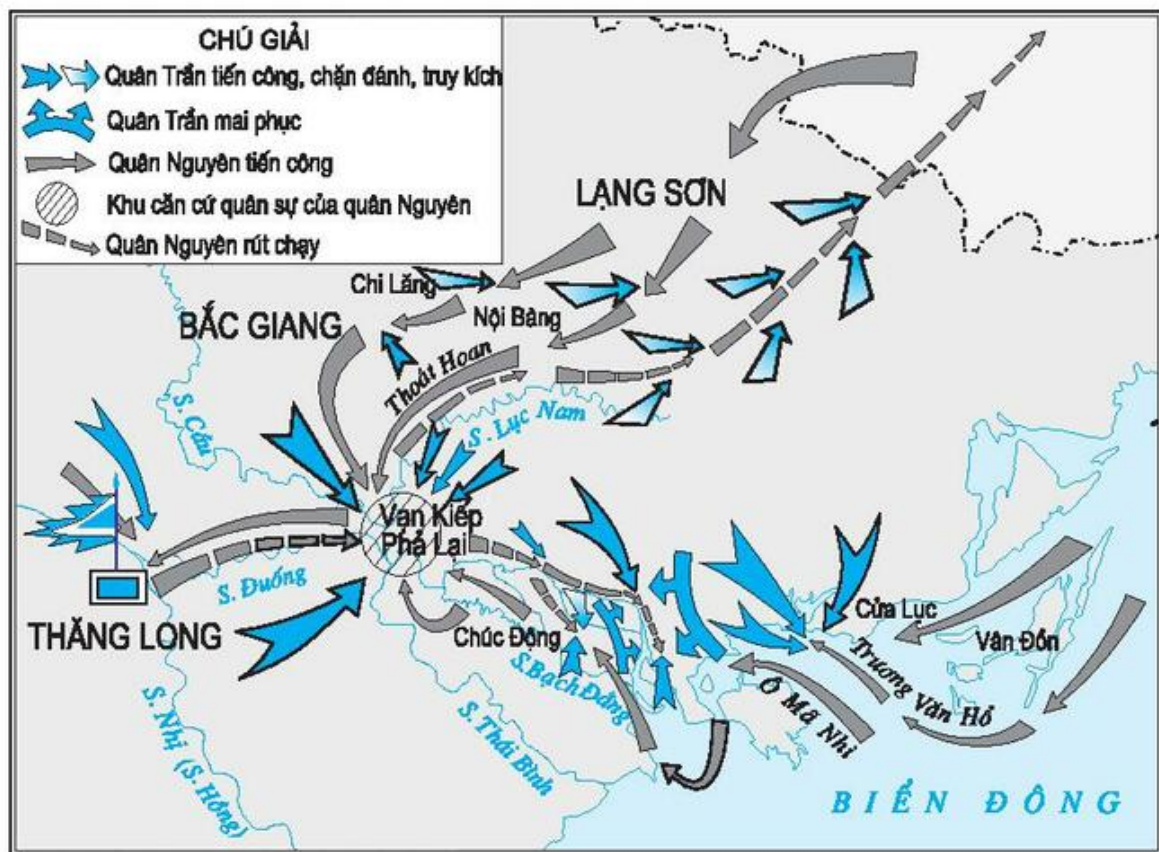 CHÚ GIẢI
Quân Trần tiến công, chặn đánh, truy kích
Quân Trần mai phục
Quân Nguyên tiến công
Khu căn cứ quân sự của quân Nguyên
Quân Nguyên rút chạy
LẠNG SƠN
Chi Lăng
Nội Bàng
BẮC GIANG
Thoát Hoan
S. Cầu
S. Lục Nam
Vạn Kiếp
Phả Lại
S. Đuống
THĂNG LONG
Chúc Động
S. Bạch Đằng
Cửa Lục
Vân Đồn
Trương Văn Hổ
Ô Mã Nhi
S. Nhị (S. Hồng)
S. Thái Bình
BIỂN ĐÔNG